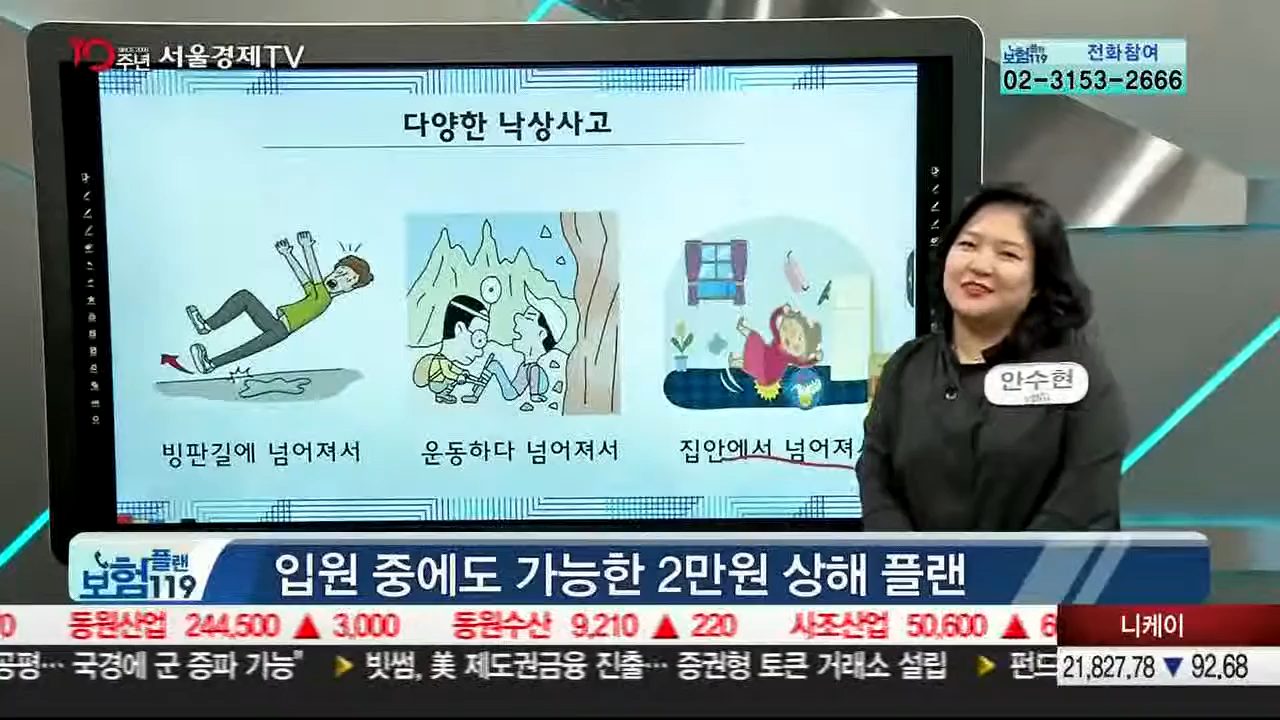 10주년 서울경제TV
보험플랜119
전화참여
02-3153-2666
다양한 낙상사고
빙판길에 넘어져서
운동하다 넘어져서
집안에서 넘어져
안수현
보험플랜119
입원 중에도 가능한 2만원 상해 플랜
0 동원산업 244,500 ▲ 3,000 동원수산 9,210 ▲ 220 사조산업 50,600 ▲ 6
니케이
공평… 국경에 군 증파 가능" ▶ 빗썸, 美 제도권금융 진출… 증권형 토큰 거래소 설립 ▶ 펀드
21,827.78 ▼ 92.68